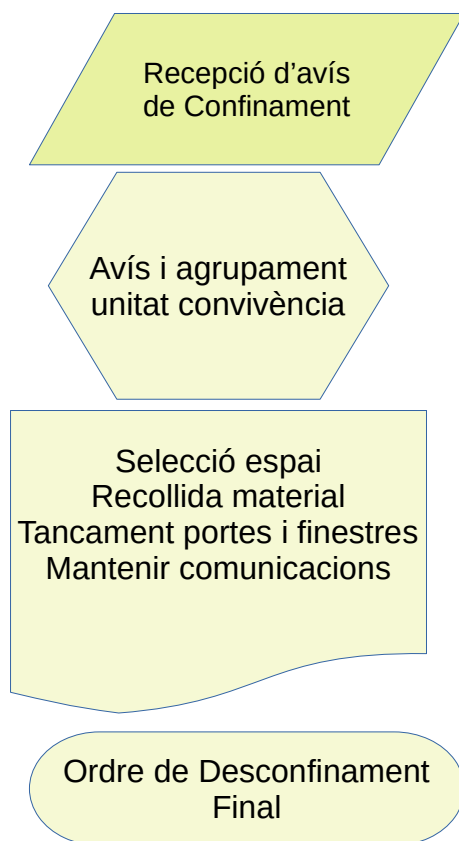 Recepció d’avís
de Confinament
Avís i agrupament
unitat convivència
Selecció espai
Recollida material
Tancament portes i finestres
Mantenir comunicacions
Ordre de Desconfinament
Final